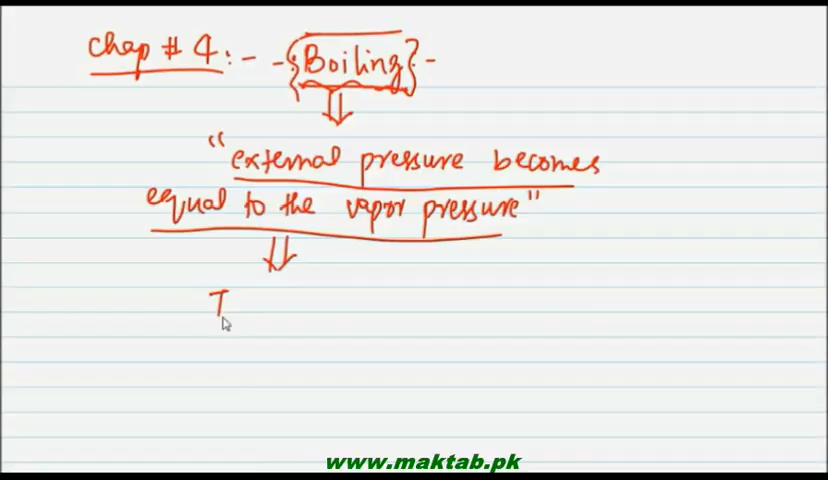 Chap # 4:- -{Boiling}-
"external pressure becomes
equal to the vapor pressure"
T
www.maktab.pk